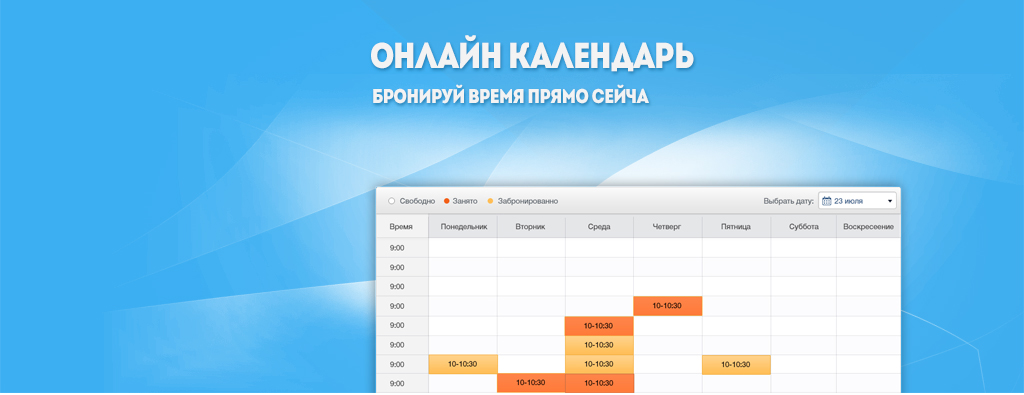 ОНЛАЙН КАЛЕНДАРЬ
БРОНИРУЙ ВРЕМЯ ПРЯМО СЕЙЧА
Свободно Занято Забронированно Выбрать дату: 23 июля
Время Понедельник Вторник Среда Четверг Пятница Суббота Воскресеение
9:00
9:00
9:00
9:00 10-10:30
9:00 10-10:30
9:00 10-10:30
9:00 10-10:30 10-10:30 10-10:30
9:00 10-10:30 10-10:30